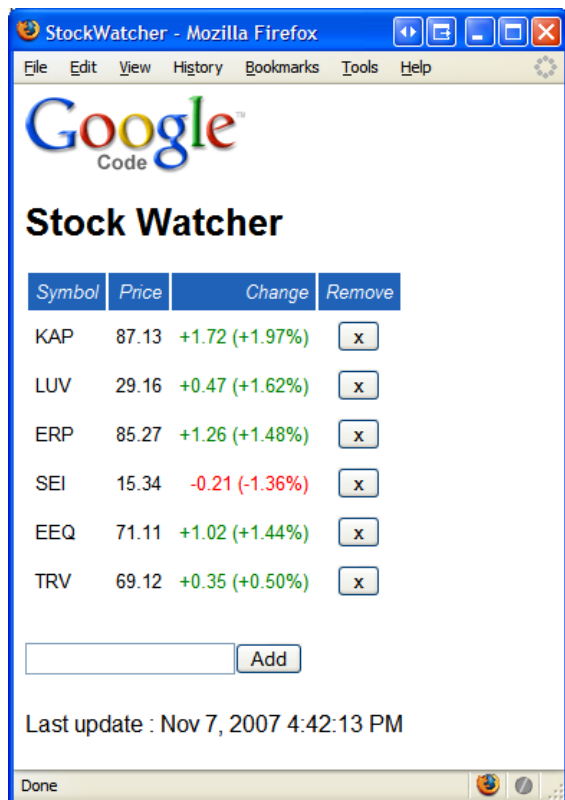 StockWatcher - Mozilla Firefox
File Edit View History Bookmarks Tools Help
Google™
Code
Stock Watcher
Symbol Price Change Remove
KAP 87.13 +1.72 (+1.97%) x
LUV 29.16 +0.47 (+1.62%) x
ERP 85.27 +1.26 (+1.48%) x
SEI 15.34 -0.21 (-1.36%) x
EEQ 71.11 +1.02 (+1.44%) x
TRV 69.12 +0.35 (+0.50%) x
Add
Last update : Nov 7, 2007 4:42:13 PM
Done